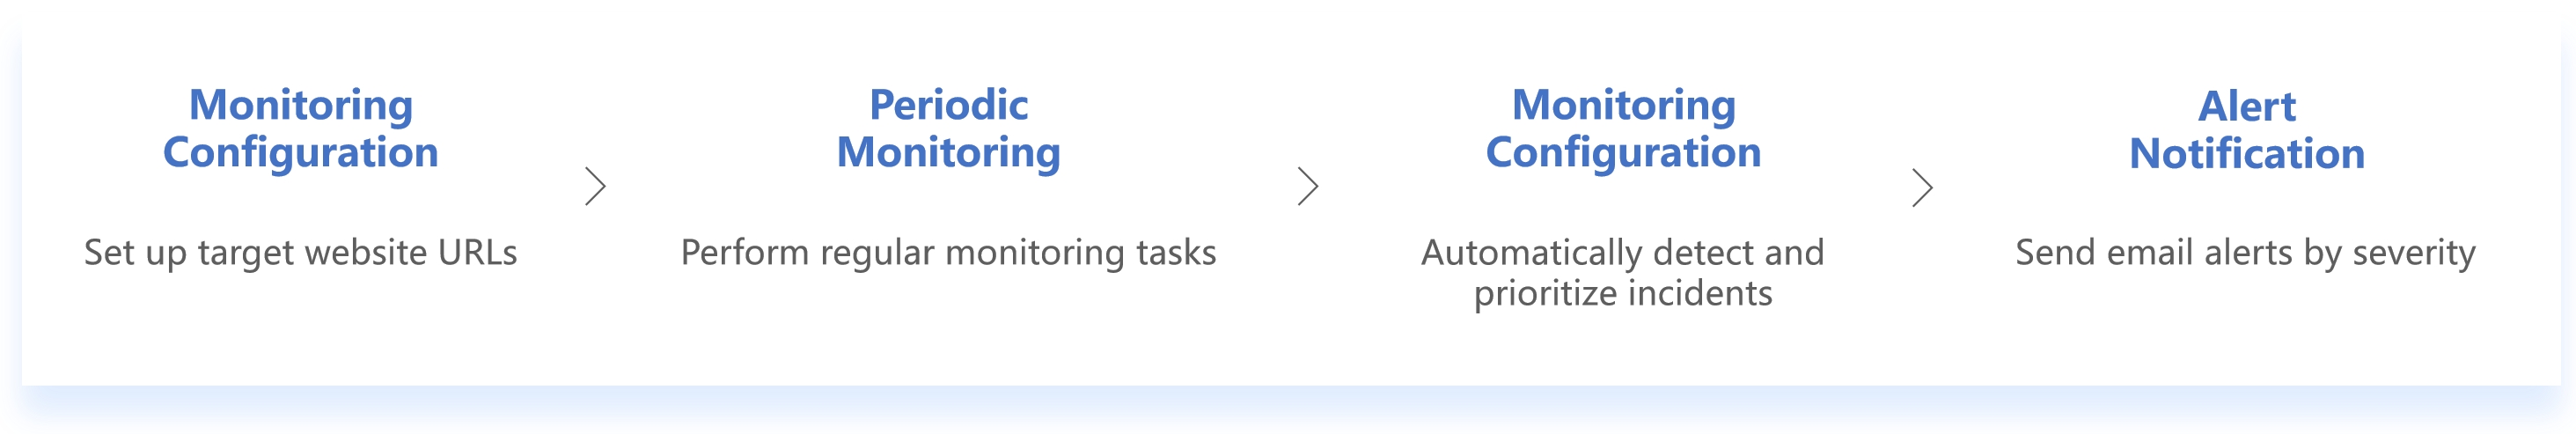 Monitoring
Configuration
Set up target website URLs
Periodic
Monitoring
Perform regular monitoring tasks
Monitoring
Configuration
Automatically detect and
prioritize incidents
Alert
Notification
Send email alerts by severity